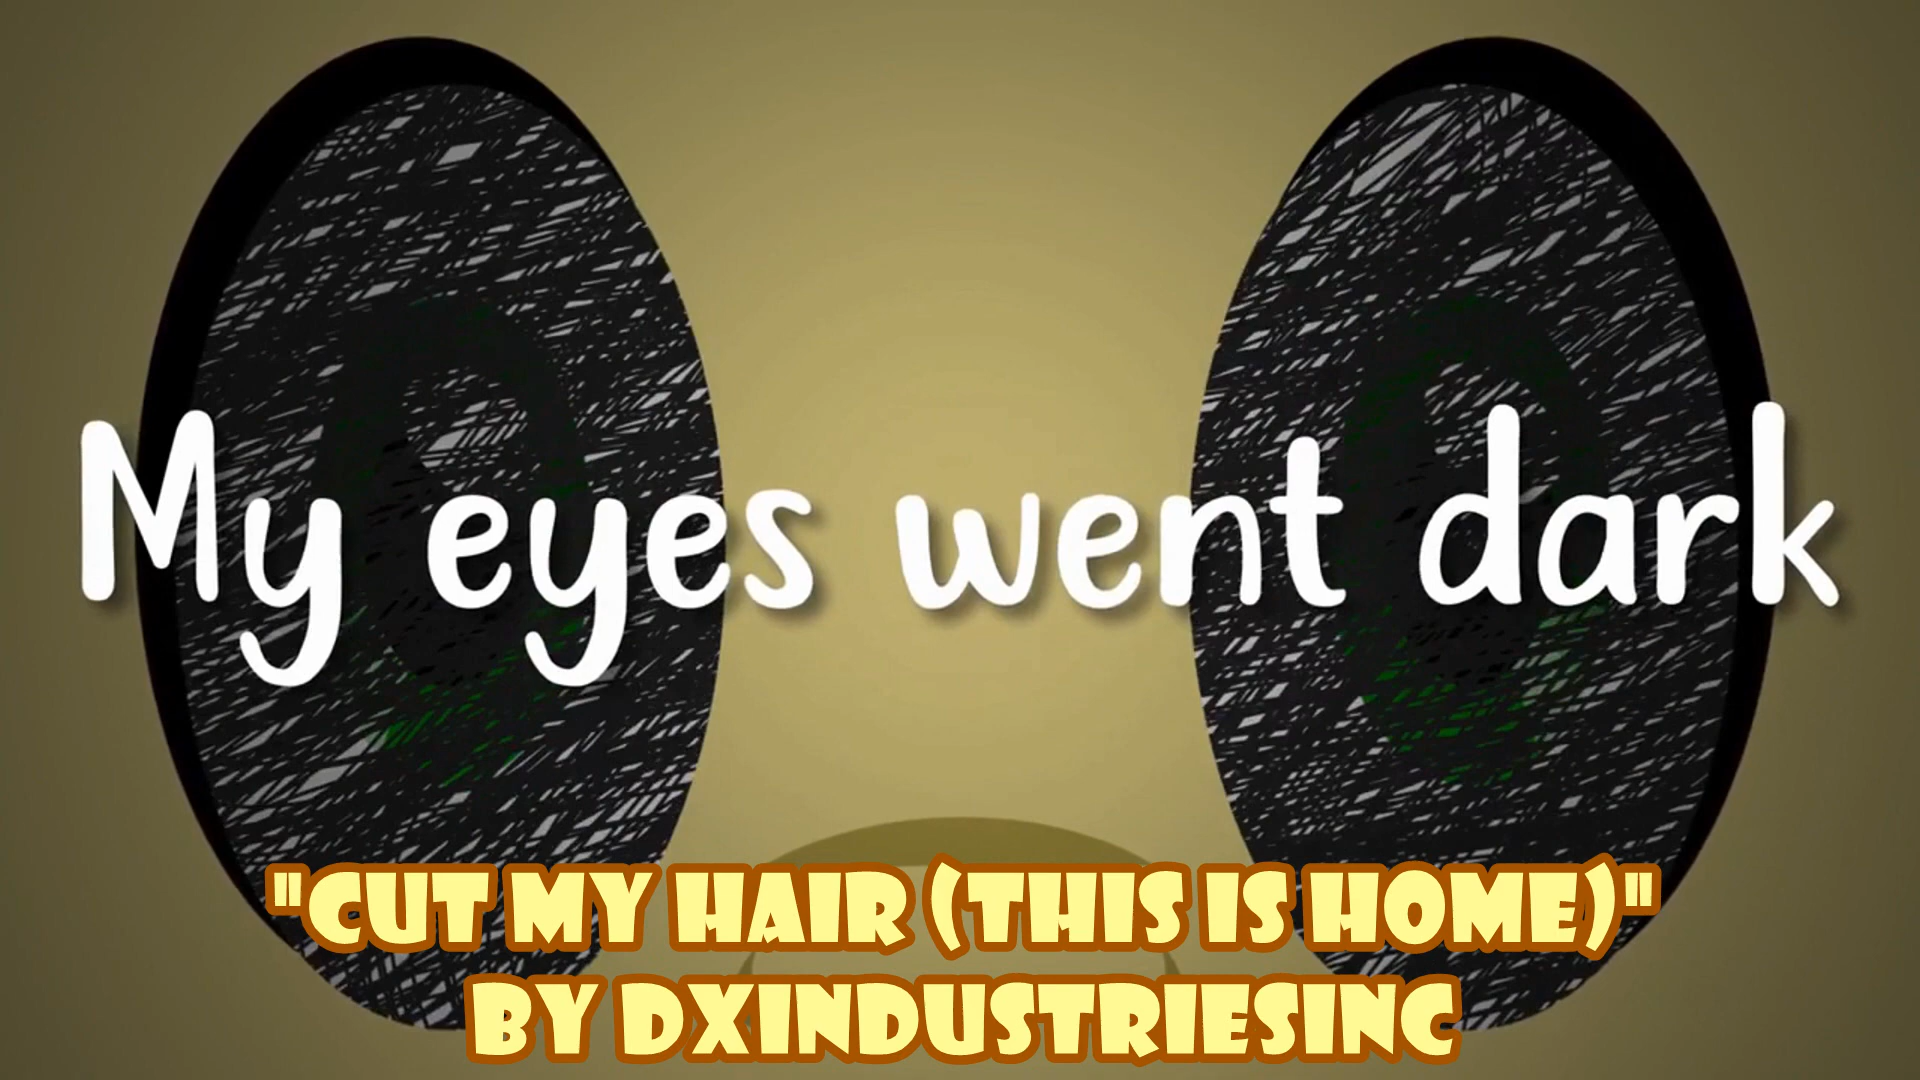 My eyes went dark
"CUT MY HAIR (THIS IS HOME)"
BY DXINDUSTRIESINC